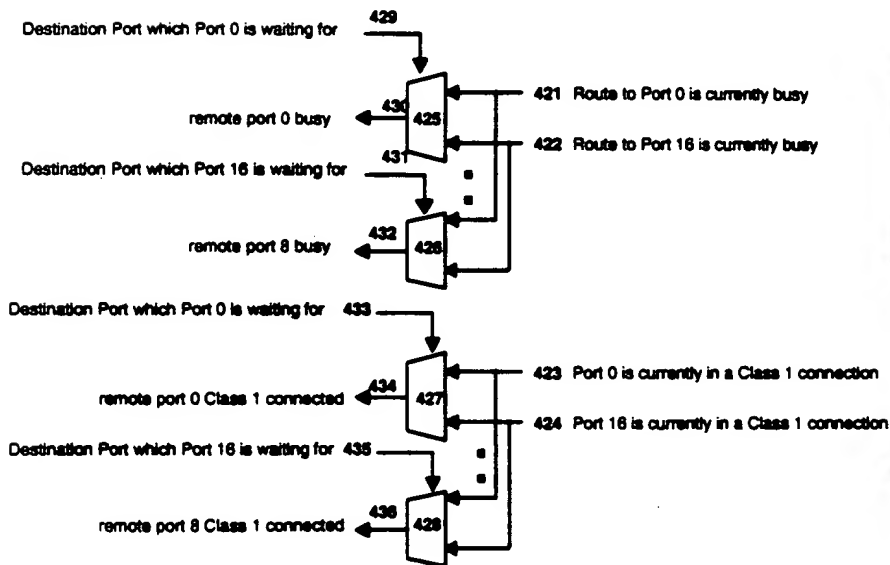 429
Destination Port which Port 0 is waiting for
421 Route to Port 0 is currently busy
430
425
remote port 0 busy
422 Route to Port 16 is currently busy
431
Destination Port which Port 16 is waiting for
432
426
remote port 8 busy
Destination Port which Port 0 is waiting for 433
423 Port 0 is currently in a Class 1 connection
434
427
remote port 0 Class 1 connected
424 Port 16 is currently in a Class 1 connection
Destination Port which Port 16 is waiting for 435
436
428
remote port 8 Class 1 connected